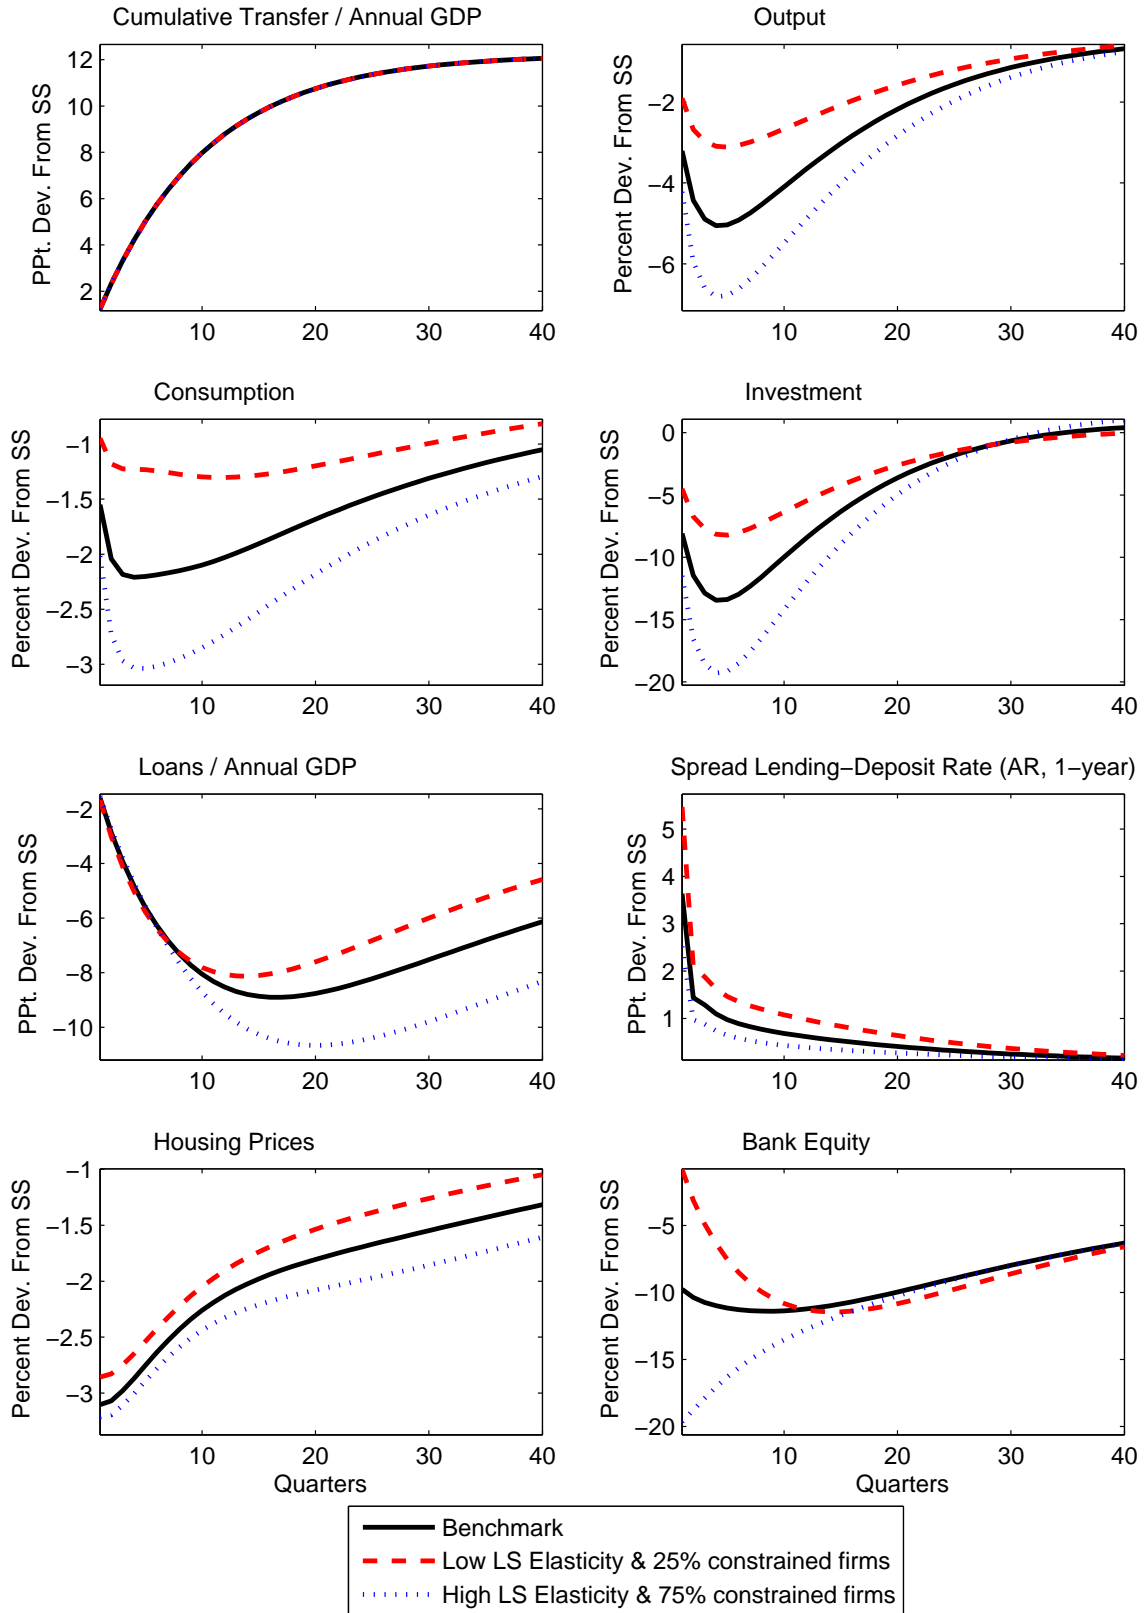 Cumulative Transfer / Annual GDP
PPt. Dev. From SS
12
10
8
6
4
2
10 20 30 40
Output
Percent Dev. From SS
−2
−4
−6
10 20 30 40
Consumption
Percent Dev. From SS
−1
−1.5
−2
−2.5
−3
10 20 30 40
Investment
Percent Dev. From SS
0
−5
−10
−15
−20
10 20 30 40
Loans / Annual GDP
PPt. Dev. From SS
−2
−4
−6
−8
−10
10 20 30 40
Spread Lending−Deposit Rate (AR, 1−year)
PPt. Dev. From SS
5
4
3
2
1
10 20 30 40
Housing Prices
Percent Dev. From SS
−1
−1.5
−2
−2.5
−3
10 20 30 40
Quarters
Bank Equity
Percent Dev. From SS
−5
−10
−15
−20
10 20 30 40
Quarters
Benchmark
Low LS Elasticity & 25% constrained firms
High LS Elasticity & 75% constrained firms